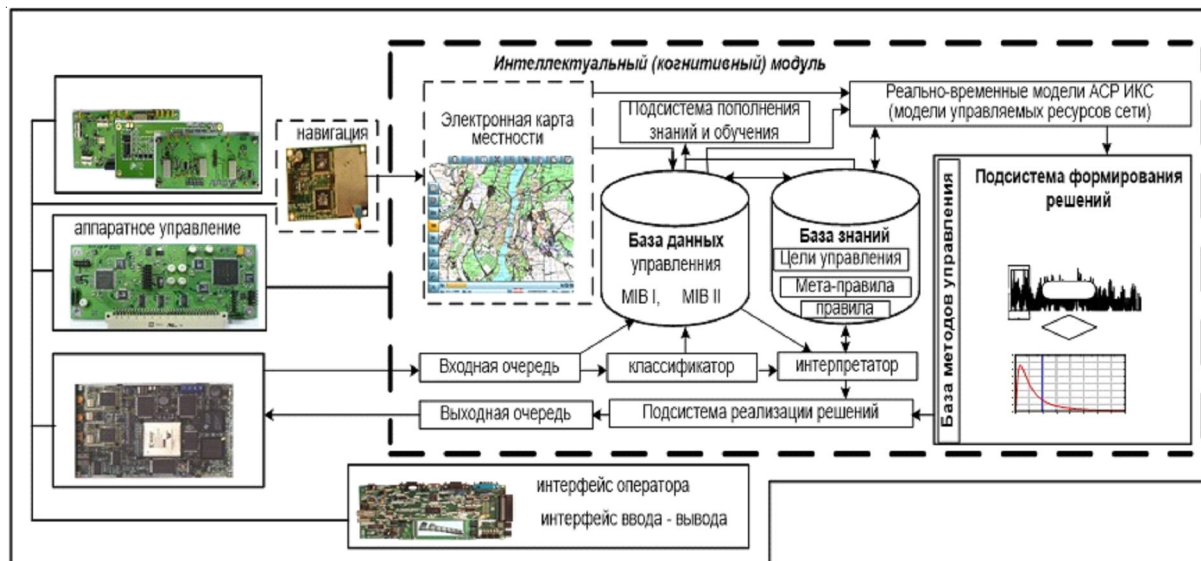 Интеллектуальный (когнитивный) модуль
навигация
Электронная карта
местности
Подсистема пополнения
знаний и обучения
Реально-временные модели АСР ИКС
(модели управляемых ресурсов сети)
аппаратное управление
База данных
управленния
MIB I, MIB II
База знаний
Цели управления
Мета-правила
правила
База методов управления
Подсистема формирования
решений
Входная очередь
классификатор
интерпретатор
Выходная очередь
Подсистема реализации решений
интерфейс оператора
интерфейс ввода - вывода